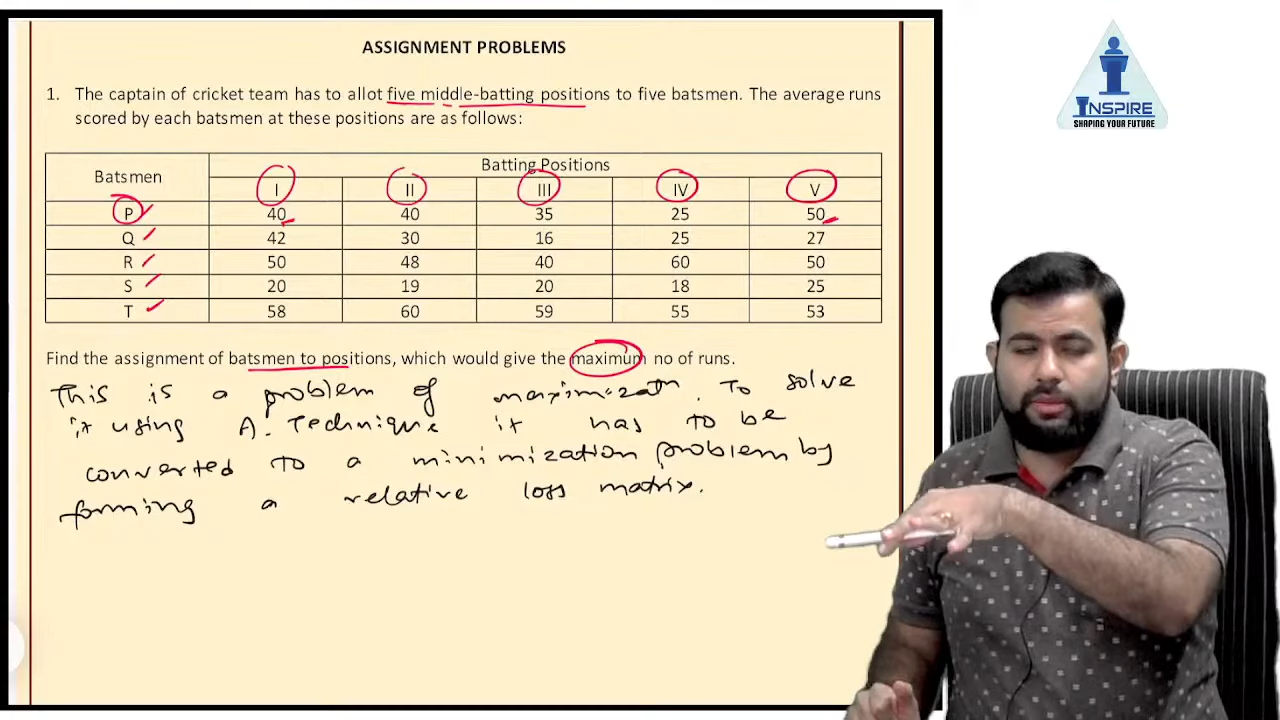 ASSIGNMENT PROBLEMS
1. The captain of cricket team has to allot five middle-batting positions to five batsmen. The average runs
scored by each batsmen at these positions are as follows:
Batsmen Batting Positions
I II III IV V
P 40 40 35 25 50
Q 42 30 16 25 27
R 50 48 40 60 50
S 20 19 20 18 25
T 58 60 59 55 53
Find the assignment of batsmen to positions, which would give the maximum no of runs.
This is a problem of maximizatn. To solve
it using A. Technique it has to be
converted to a minimization problem by
forming a relative loss matrix.
INSPIRE
SHAPING YOUR FUTURE